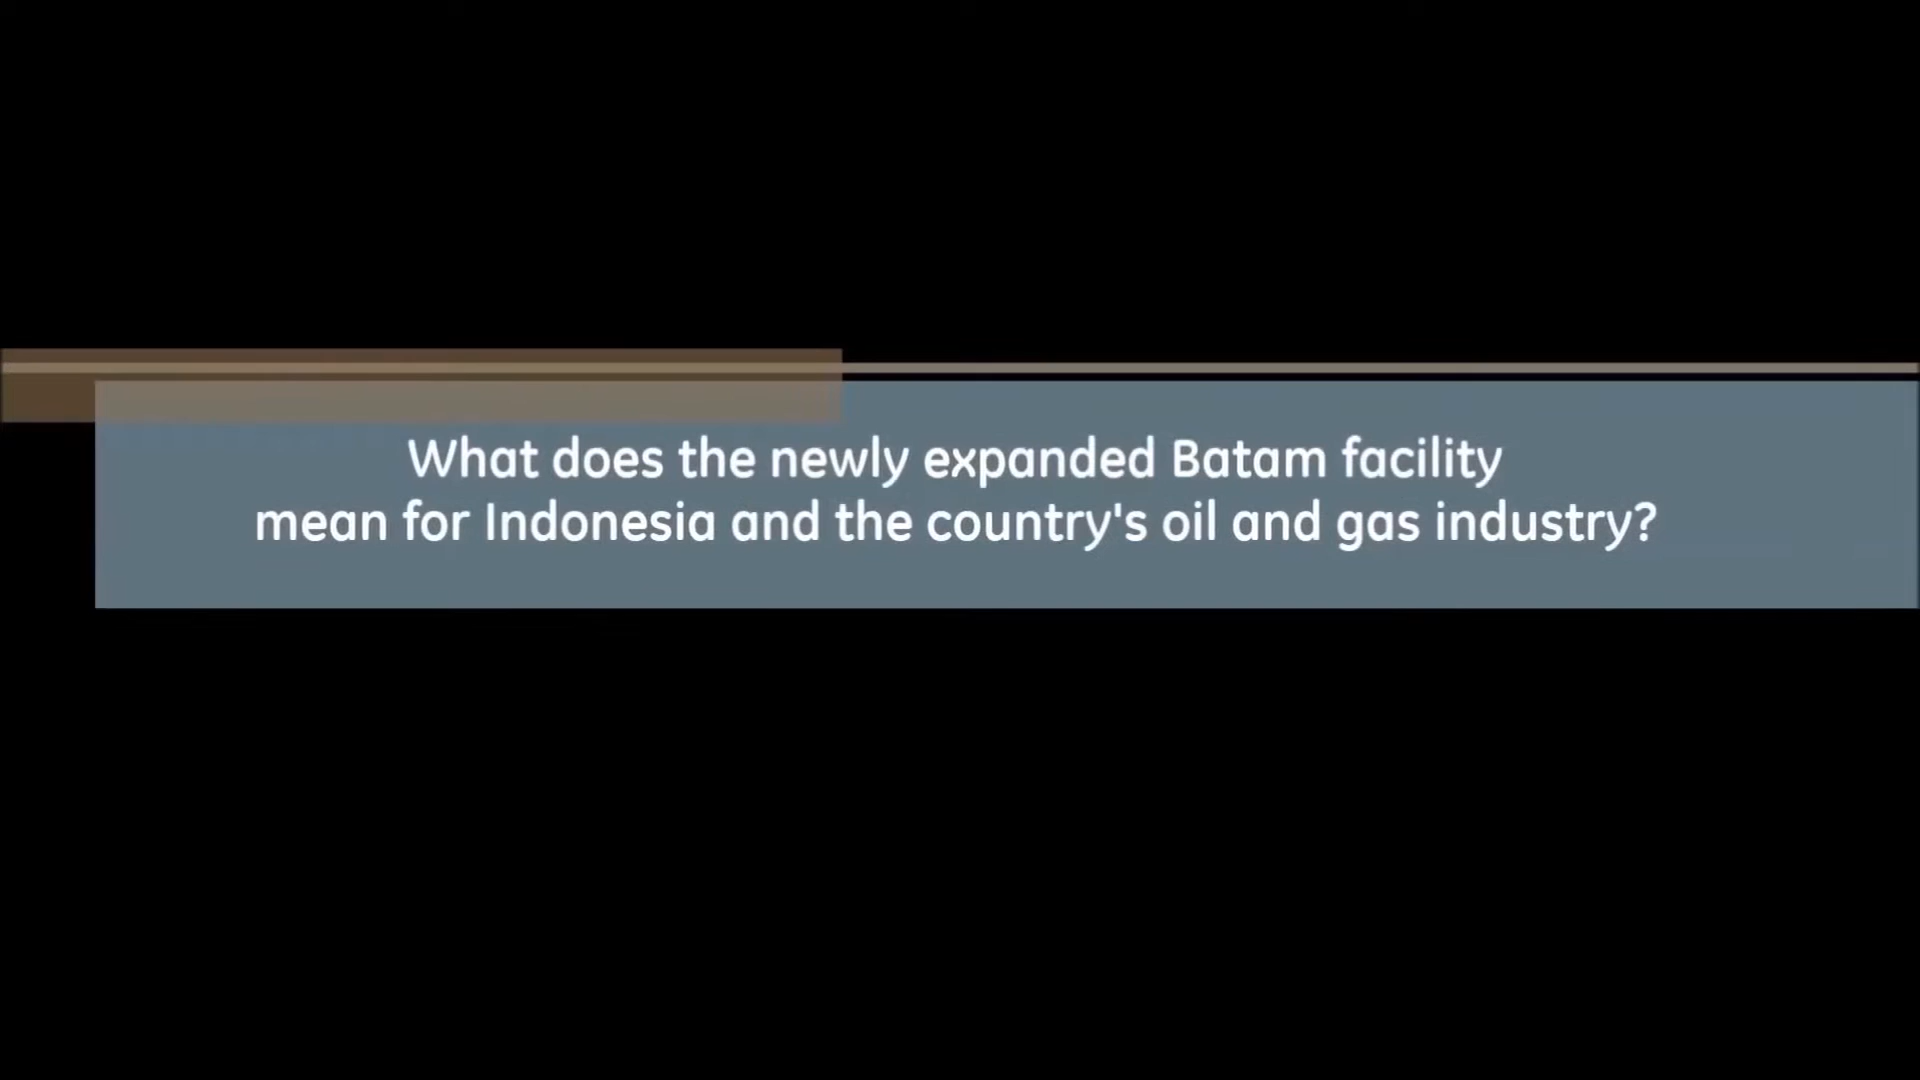 What does the newly expanded Batam facility
mean for Indonesia and the country's oil and gas industry?